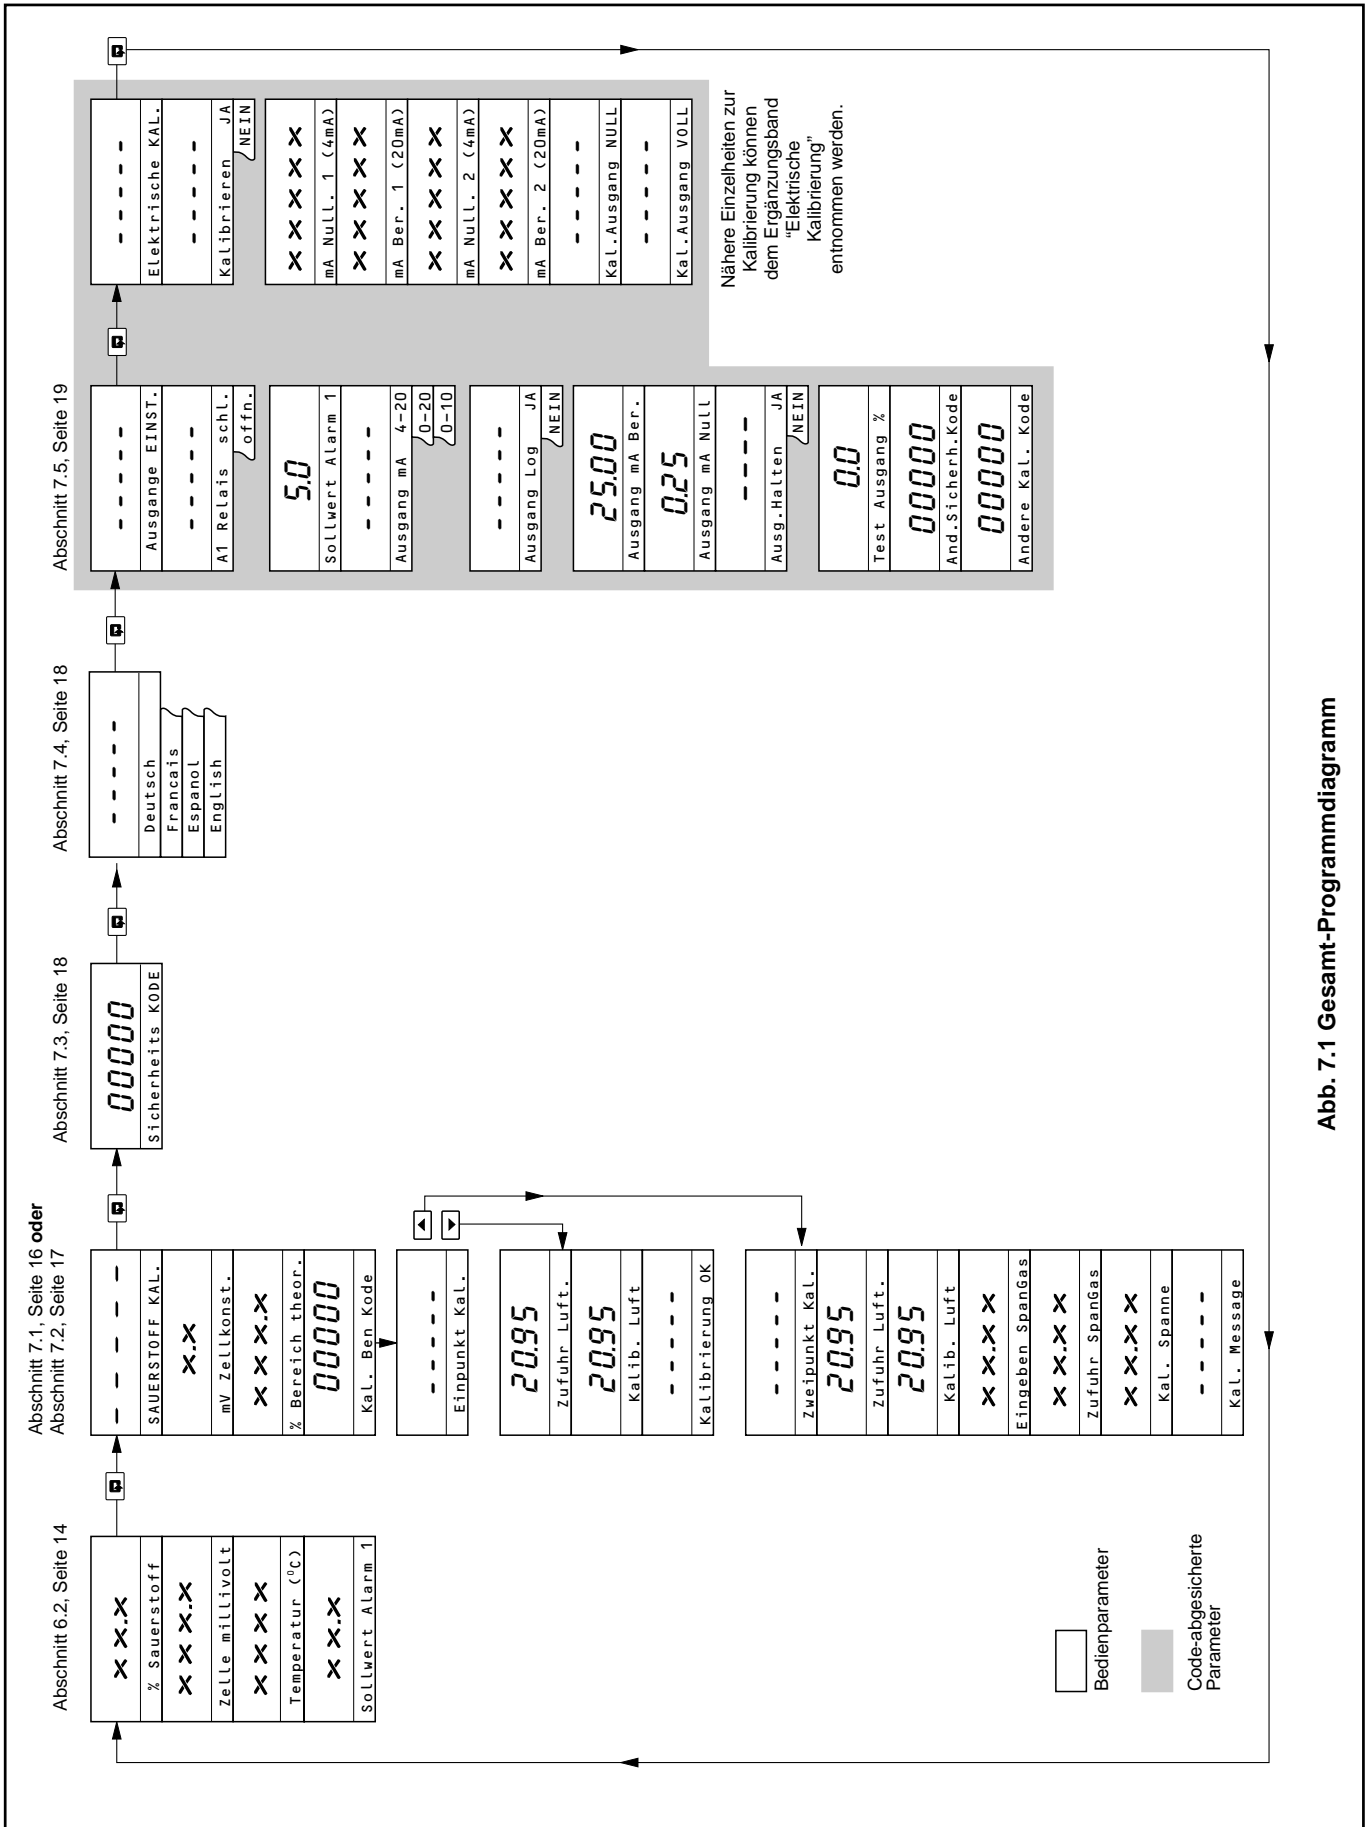 Abschnitt 6.2, Seite 14
××.×
% Sauerstoff
×××.×
Zelle millivolt
××××
Temperatur (⁰C)
××.×
Sollwert Alarm 1
Abschnitt 7.1, Seite 16 oder
Abschnitt 7.2, Seite 17
– – – – –
SAUERSTOFF KAL.
×.×
mV Zellkonst.
×××.×
% Bereich theor.
00000
Kal. Ben Kode
- - - - -
Einpunkt Kal.
20.95
Zufuhr Luft.
20.95
Kalib. Luft
- - - - -
Kalibrierung OK
- - - - -
Zweipunkt Kal.
20.95
Zufuhr Luft.
20.95
Kalib. Luft
××.××
Eingeben SpanGas
××.××
Zufuhr SpanGas
××.××
Kal. Spanne
- - - - -
Kal. Message
Abschnitt 7.3, Seite 18
00000
Sicherheits KODE
Abschnitt 7.4, Seite 18
- - - - -
Deutsch
Francais
Espanol
English
Abschnitt 7.5, Seite 19
- - - - -
Ausgange EINST.
- - - - -
A1 Relais schl.
offn.
5.0
Sollwert Alarm 1
- - - - -
Ausgang mA 4-20
0-20
0-10
- - - - -
Ausgang Log JA
NEIN
25.00
Ausgang mA Ber.
0.25
Ausgang mA Null
- - - -
Ausg.Halten JA
NEIN
0.0
Test Ausgang %
00000
And.Sicherh.Kode
00000
Andere Kal. Kode
- - - - -
Elektrische KAL.
- - - - -
Kalibrieren JA
NEIN
××××××
mA Null. 1 (4mA)
××××××
mA Ber. 1 (20mA)
××××××
mA Null. 2 (4mA)
××××××
mA Ber. 2 (20mA)
- - - - -
Kal.Ausgang NULL
- - - - -
Kal.Ausgang VOLL
Nähere Einzelheiten zur
Kalibrierung können
dem Ergänzungsband
“Elektrische
Kalibrierung”
entnommen werden.
Bedienparameter
Code-abgesicherte
Parameter
Abb. 7.1 Gesamt-Programmdiagramm